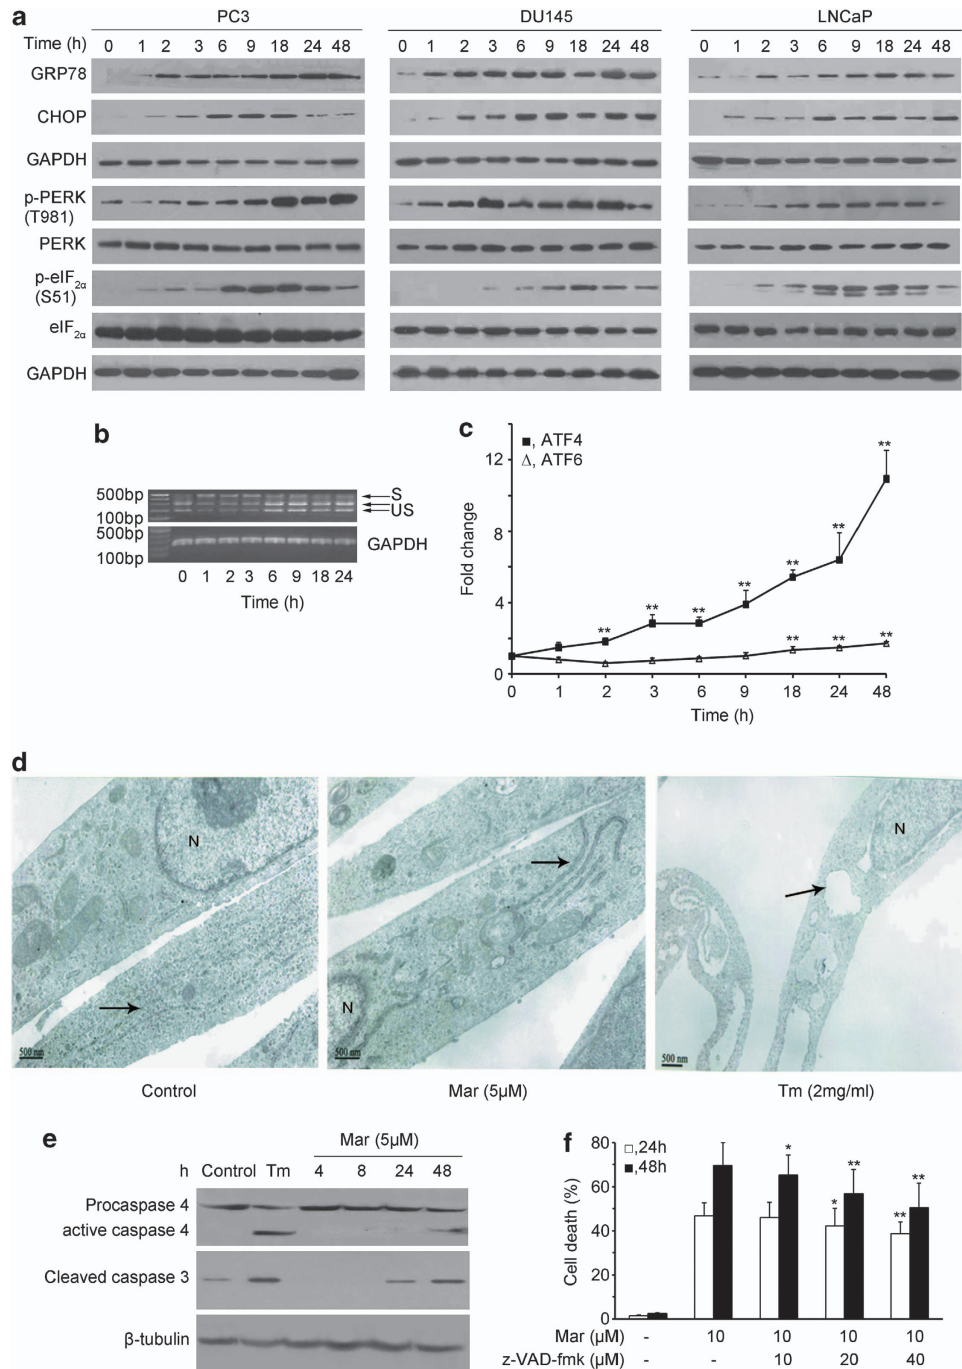 a
PC3
DU145
LNCaP
Time (h) 0 1 2 3 6 9 18 24 48 0 1 2 3 6 9 18 24 48 0 1 2 3 6 9 18 24 48
GRP78
CHOP
GAPDH
p-PERK
(T981)
PERK
p-eIF2α
(S51)
eIF2α
GAPDH
b
500bp
100bp
S
US
500bp
100bp
GAPDH
0 1 2 3 6 9 18 24
Time (h)
c
■, ATF4
Δ, ATF6
Fold change
12
8
4
0
** ** ** ** ** ** **
** ** **
0 1 2 3 6 9 18 24 48
Time (h)
d
N
500 nm
Control
N
500 nm
Mar (5µM)
N
500 nm
Tm (2mg/ml)
e
Mar (5µM)
h Control Tm 4 8 24 48
Procaspase 4
active caspase 4
Cleaved caspase 3
β-tubulin
f
□,24h
■,48h
Cell death (%)
80
60
40
20
0
* * ** ** **
Mar (µM) - 10 10 10 10
z-VAD-fmk (µM) - - 10 20 40